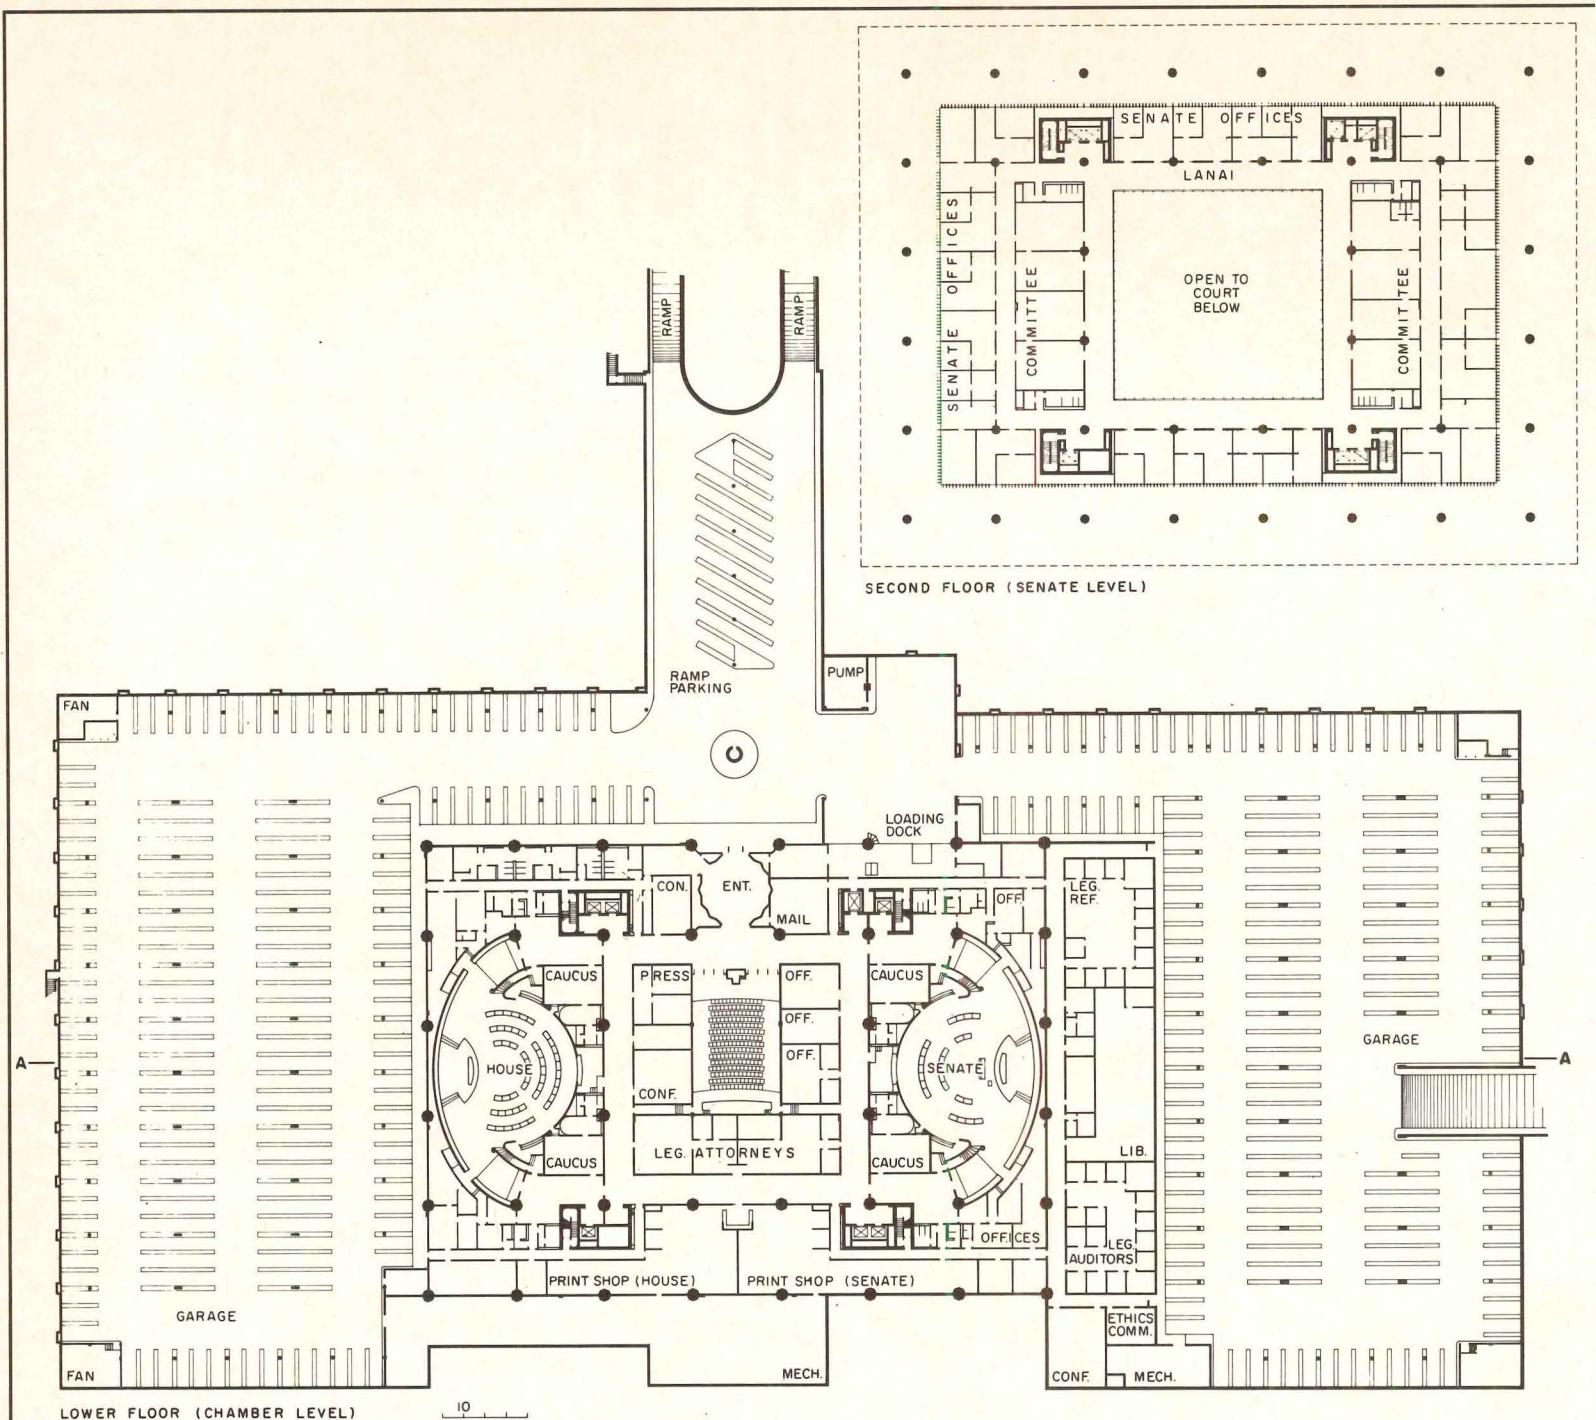 SENATE OFFICES
LANAI
SENATE OFFICES
COMMITTEE
OPEN TO
COURT
BELOW
COMMITTEE
SECOND FLOOR (SENATE LEVEL)
RAMP
RAMP
RAMP
PARKING
PUMP
FAN
C
LOADING
DOCK
CON.
ENT.
MAIL
OFF.
LEG.
REF.
CAUCUS
PRESS
OFF.
CAUCUS
OFF.
GARAGE
A
HOUSE
OFF.
SENATE
A
CONF.
LEG. ATTORNEYS
CAUCUS
CAUCUS
LIB.
OFFICES
LEG.
AUDITORS
PRINT SHOP (HOUSE)
PRINT SHOP (SENATE)
GARAGE
ETHICS
COMM.
FAN
MECH.
CONF.
MECH.
LOWER FLOOR (CHAMBER LEVEL)
10